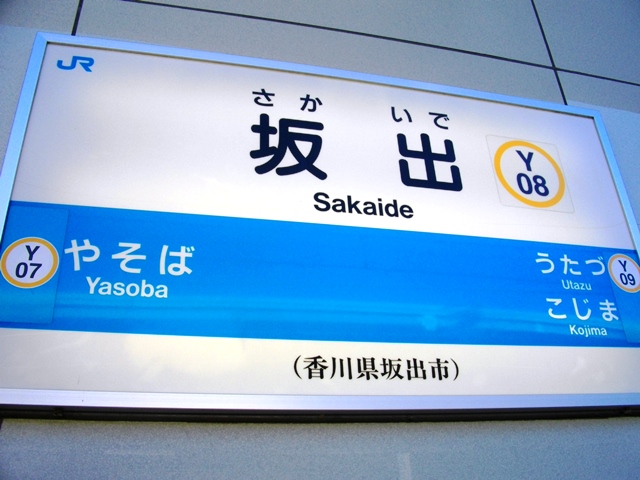 JR
さか いで
坂出
Sakaide
Y
08
Y
07
やそば
Yasoba
うたづ
Utazu
こじま
Kojima
Y
09
(香川県坂出市)